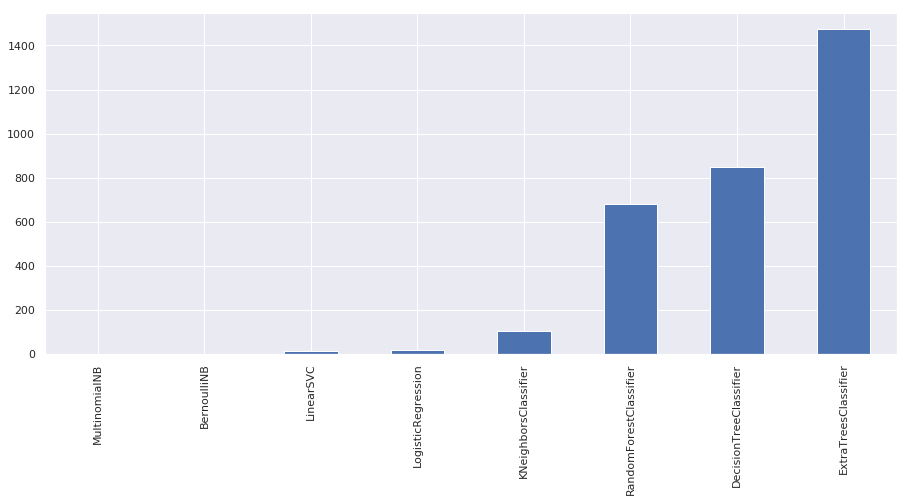 1400
1200
1000
800
600
400
200
0
MultinomialNB
BernoulliNB
LinearSVC
LogisticRegression
KNeighborsClassifier
RandomForestClassifier
DecisionTreeClassifier
ExtraTreesClassifier